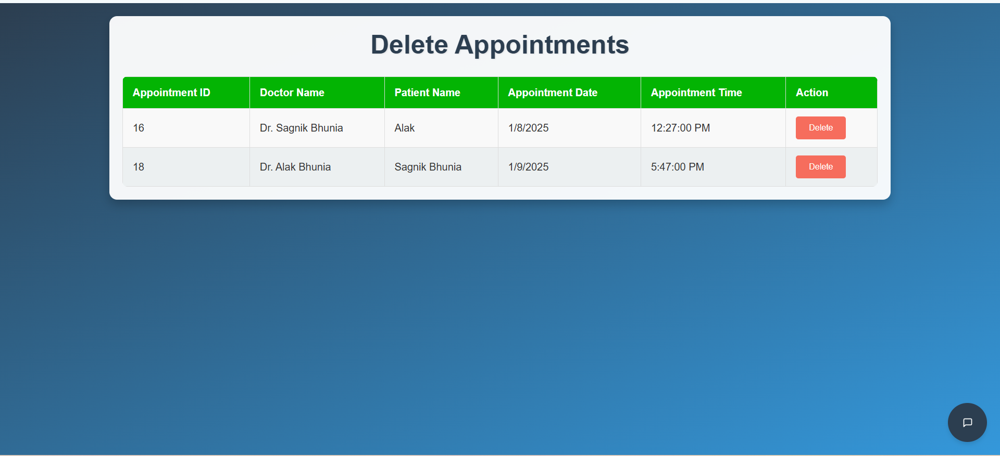 Delete Appointments
Appointment ID Doctor Name Patient Name Appointment Date Appointment Time Action
16 Dr. Sagnik Bhunia Alak 1/8/2025 12:27:00 PM Delete
18 Dr. Alak Bhunia Sagnik Bhunia 1/9/2025 5:47:00 PM Delete